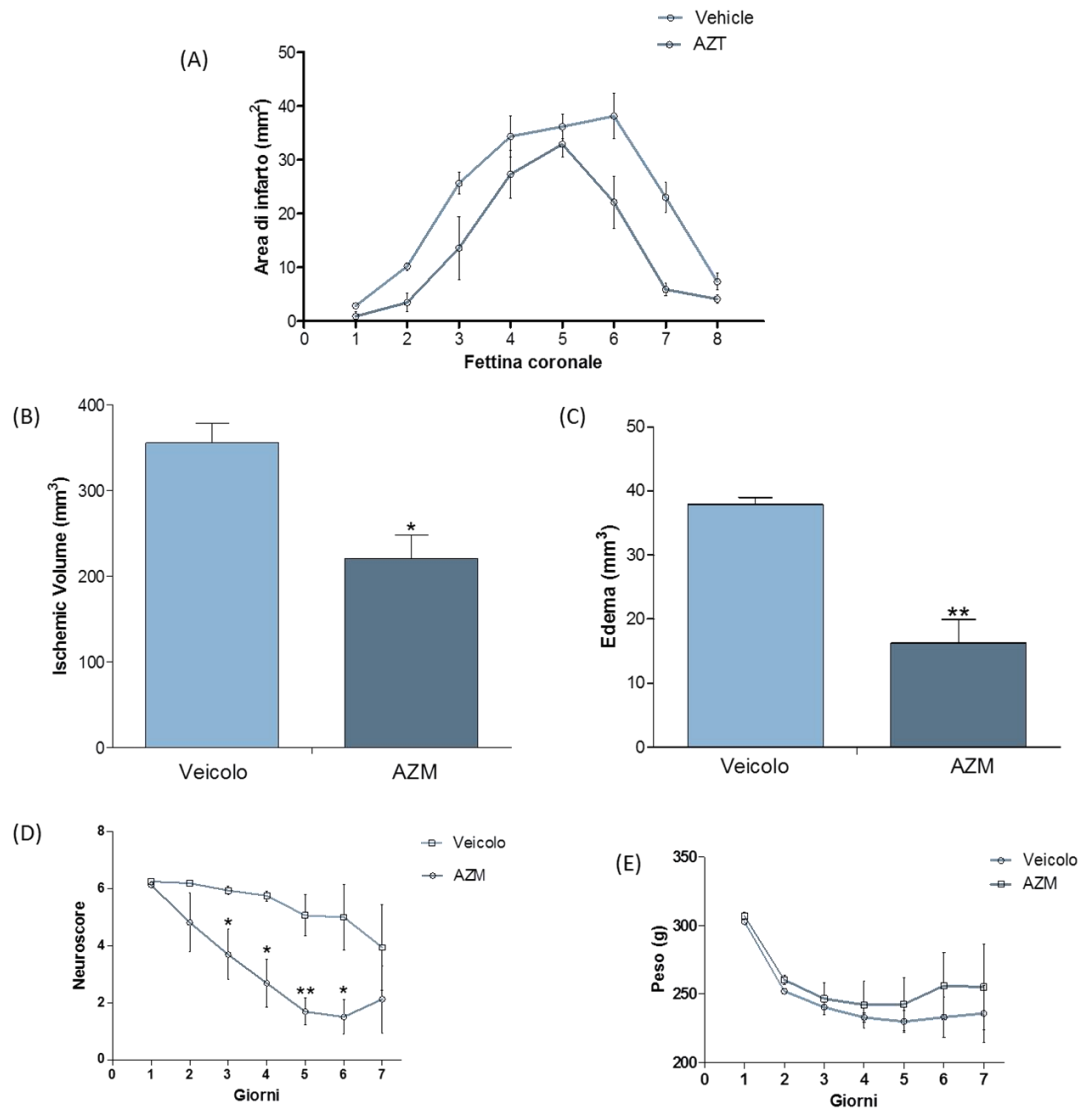 Vehicle
AZT
(A)
50
40
30
20
10
0
Area di infarto (mm²)
0 1 2 3 4 5 6 7 8
Fettina coronale
(B)
400
300
200
100
0
Ischemic Volume (mm³)
*
Veicolo AZM
(C)
50
40
30
20
10
0
Edema (mm³)
**
Veicolo AZM
(D)
8
6
4
2
0
Neuroscore
Veicolo
AZM
* * ** *
0 1 2 3 4 5 6 7
Giorni
(E)
350
300
250
200
Peso (g)
Veicolo
AZM
0 1 2 3 4 5 6 7
Giorni